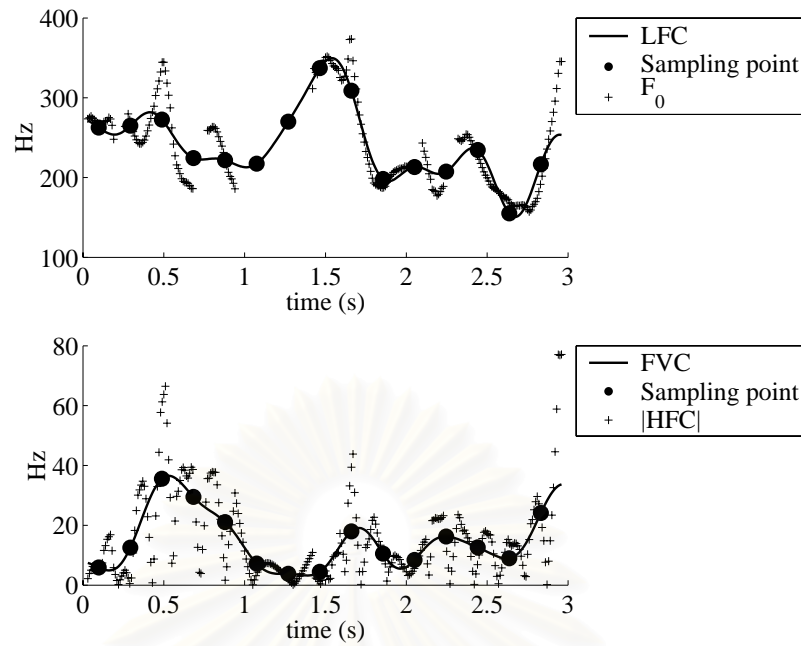 400
300
200
100
Hz
0 0.5 1 1.5 2 2.5 3
time (s)
LFC
Sampling point
F0
80
60
40
20
0
Hz
0 0.5 1 1.5 2 2.5 3
time (s)
FVC
Sampling point
|HFC|